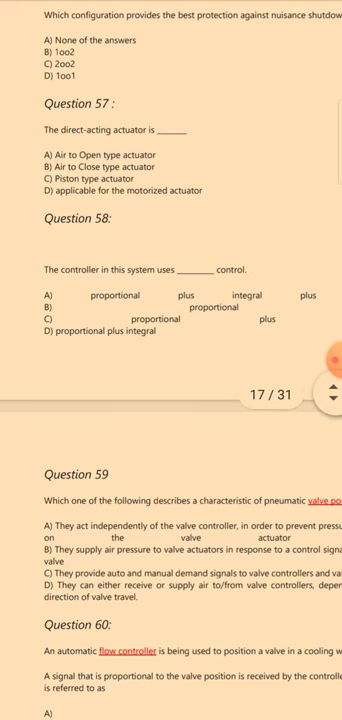 Which configuration provides the best protection against nuisance shutdow
A) None of the answers
B) 1oo2
C) 2oo2
D) 1oo1
Question 57 :
The direct-acting actuator is ______
A) Air to Open type actuator
B) Air to Close type actuator
C) Piston type actuator
D) applicable for the motorized actuator
Question 58:
The controller in this system uses _______ control.
A) proportional plus integral plus
B) proportional
C) proportional plus
D) proportional plus integral
17 / 31
Question 59
Which one of the following describes a characteristic of pneumatic valve po
A) They act independently of the valve controller, in order to prevent pressu
on the valve actuator
B) They supply air pressure to valve actuators in response to a control signa
valve
C) They provide auto and manual demand signals to valve controllers and va
D) They can either receive or supply air to/from valve controllers, deper
direction of valve travel.
Question 60:
An automatic flow controller is being used to position a valve in a cooling w
A signal that is proportional to the valve position is received by the controlle
is referred to as
A)